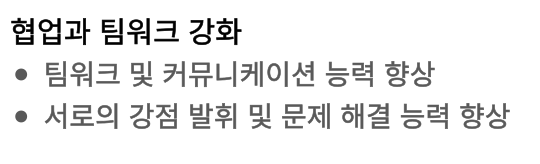 협업과 팀워크 강화
• 팀워크 및 커뮤니케이션 능력 향상
• 서로의 강점 발휘 및 문제 해결 능력 향상